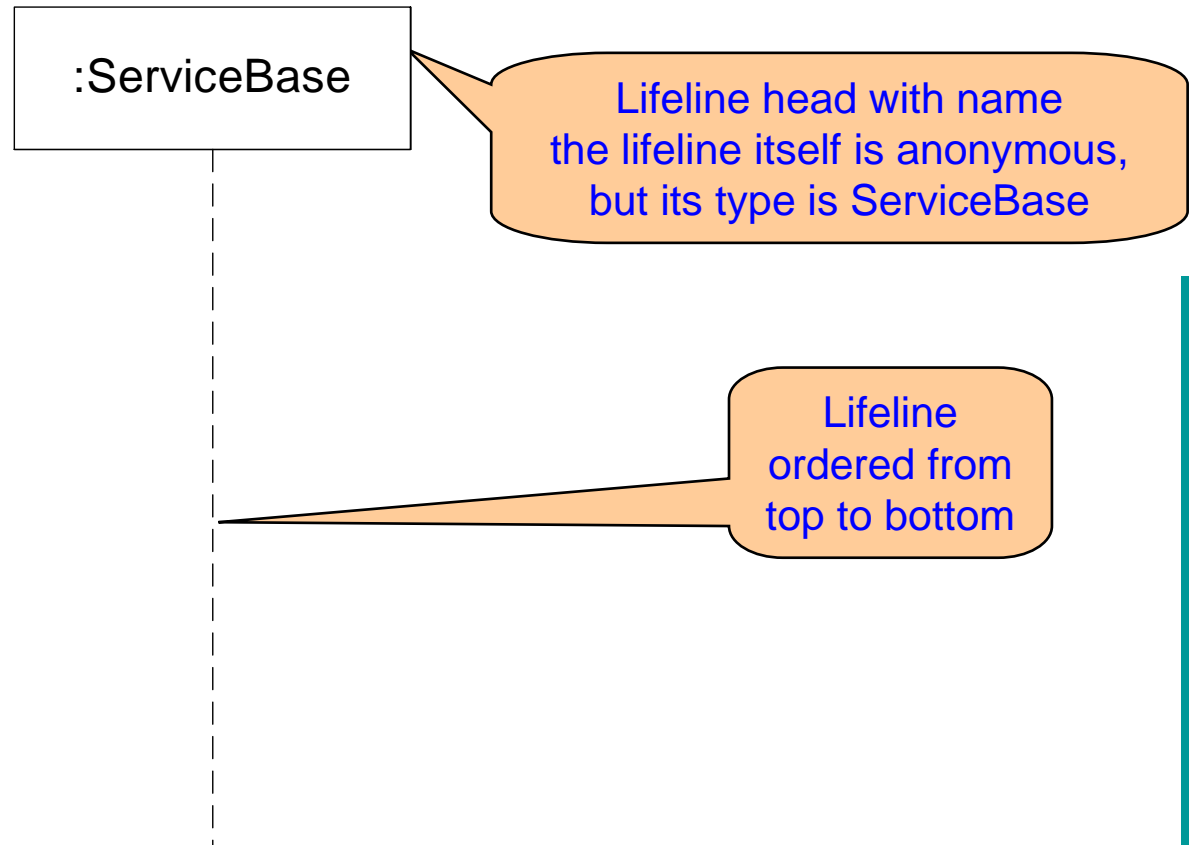 :ServiceBase
Lifeline head with name
the lifeline itself is anonymous,
but its type is ServiceBase
Lifeline
ordered from
top to bottom